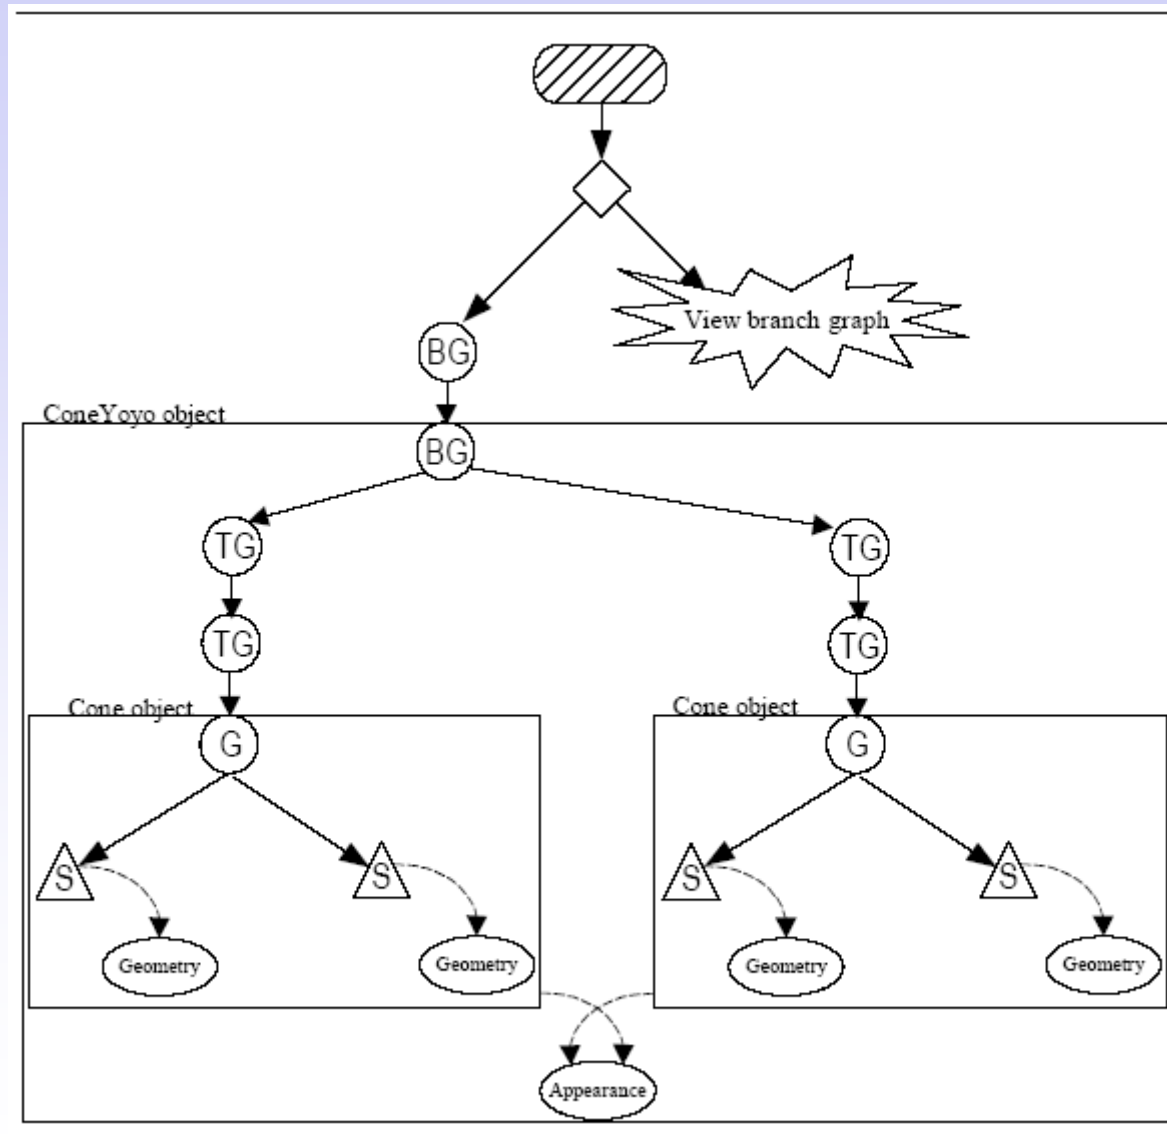 View branch graph
BG
ConeYoyo object
BG
TG
TG
TG
TG
Cone object
Cone object
G
G
S
S
S
S
Geometry
Geometry
Geometry
Geometry
Appearance